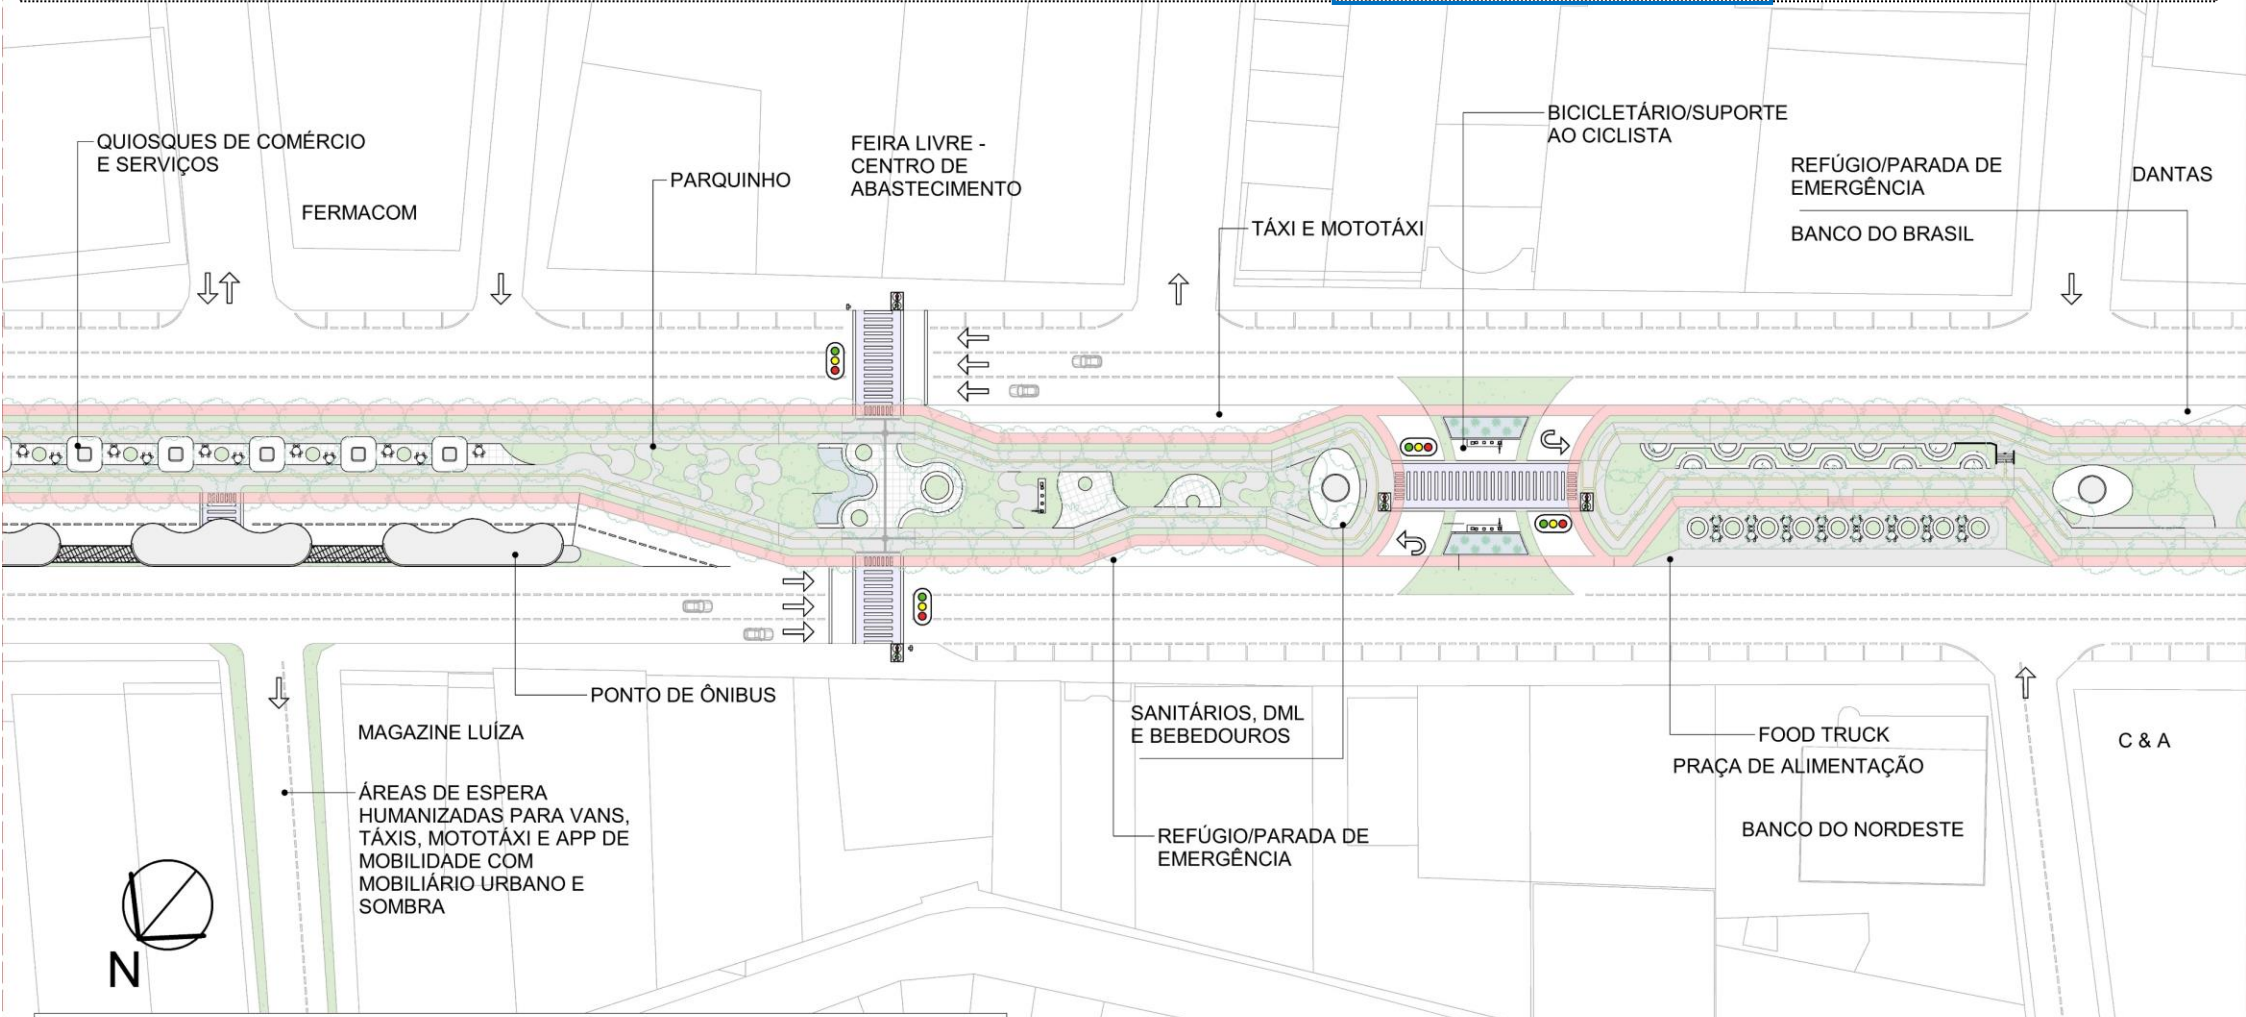 QUIOSQUES DE COMÉRCIO
E SERVIÇOS
FERMACOM
PARQUINHO
FEIRA LIVRE -
CENTRO DE
ABASTECIMENTO
TÁXI E MOTOTÁXI
BICICLETÁRIO/SUPORTE
AO CICLISTA
REFÚGIO/PARADA DE
EMERGÊNCIA
BANCO DO BRASIL
DANTAS
PONTO DE ÔNIBUS
MAGAZINE LUÍZA
ÁREAS DE ESPERA
HUMANIZADAS PARA VANS,
TÁXIS, MOTOTÁXI E APP DE
MOBILIDADE COM
MOBILIÁRIO URBANO E
SOMBRA
SANITÁRIOS, DML
E BEBEDOUROS
REFÚGIO/PARADA DE
EMERGÊNCIA
FOOD TRUCK
PRAÇA DE ALIMENTAÇÃO
BANCO DO NORDESTE
C & A
N